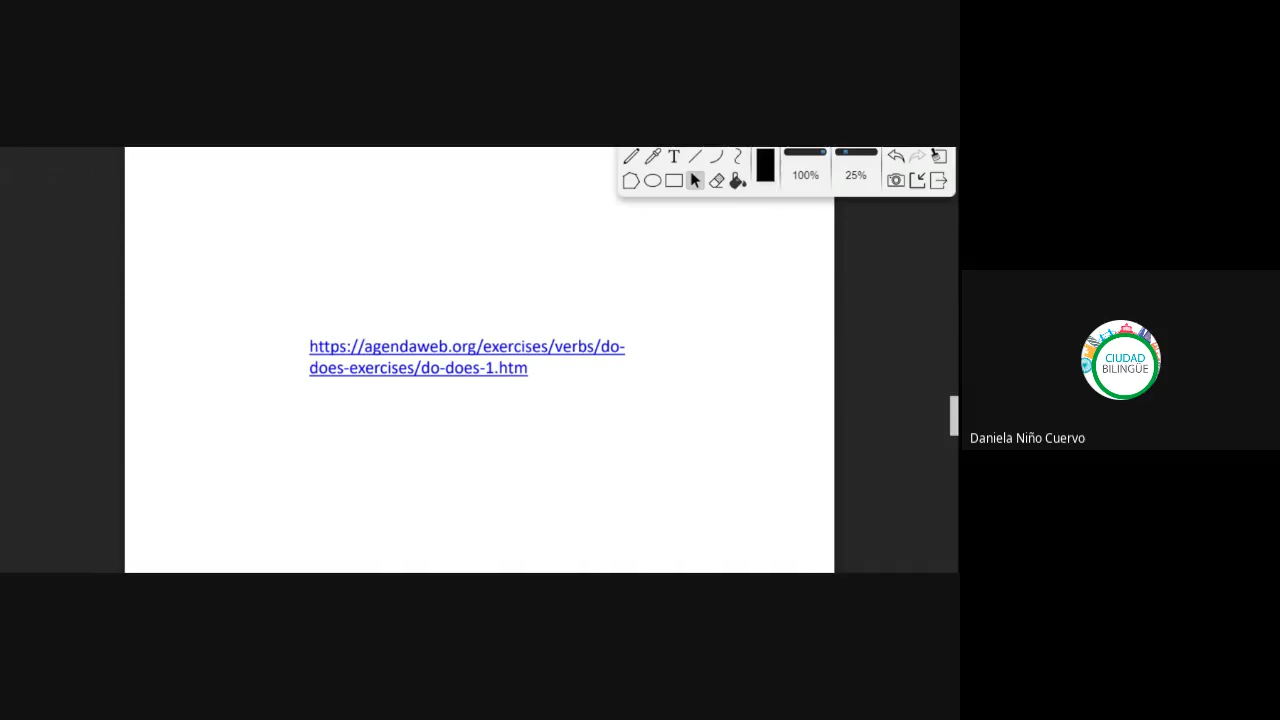 T
100%
25%
https://agendaweb.org/exercises/verbs/do-
does-exercises/do-does-1.htm
CIUDAD
BILINGÜE
Daniela Niño Cuervo